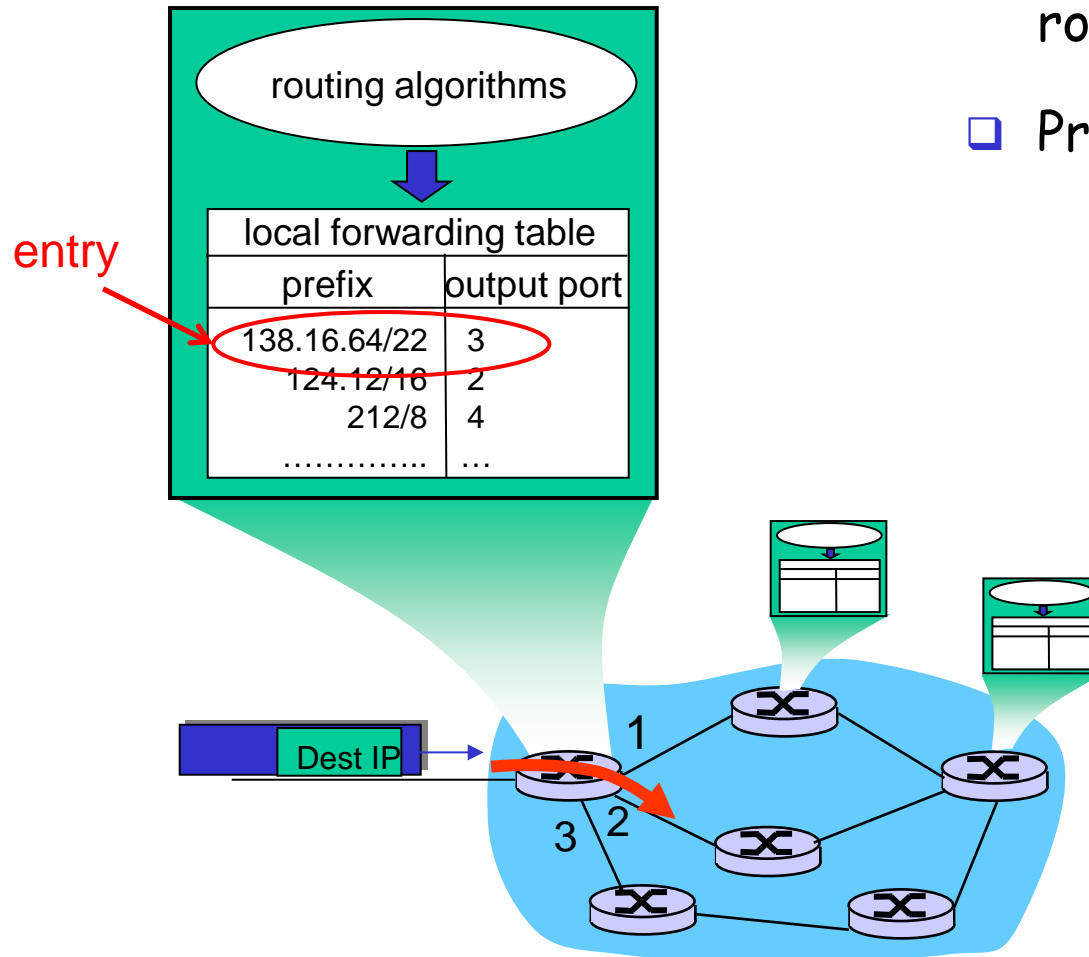 ro
Pr
routing algorithms
local forwarding table
prefix output port
entry
138.16.64/22 3
124.12/16 2
212/8 4
………….. …
Dest IP
1
2
3